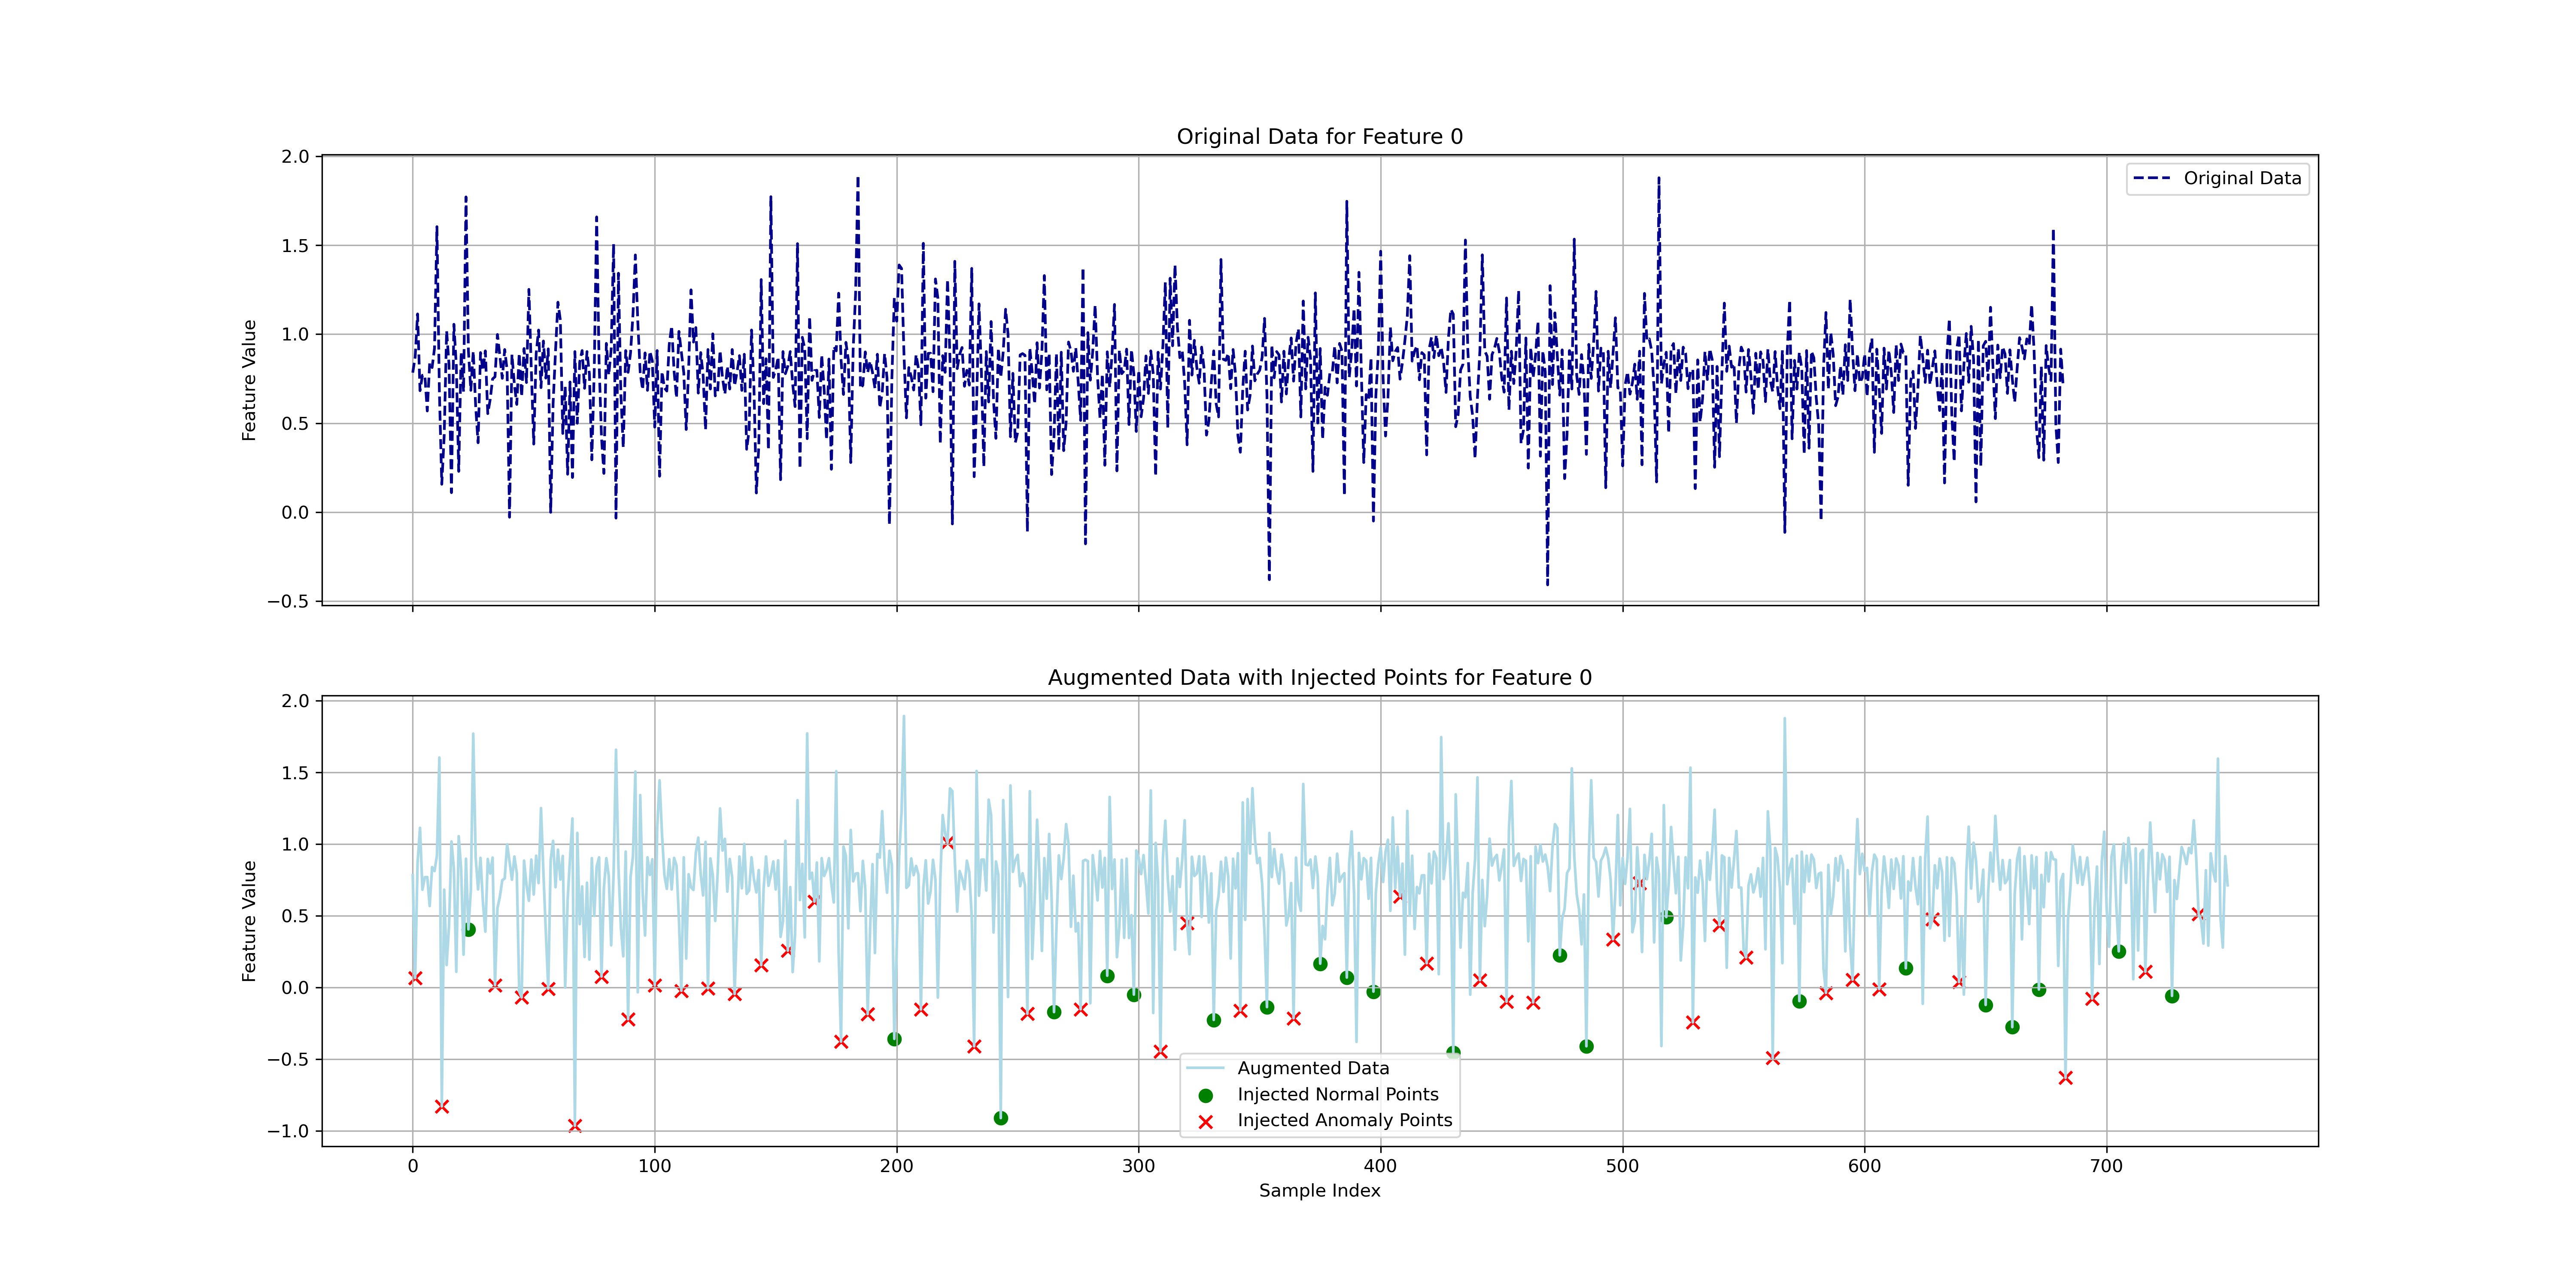 Original Data for Feature 0
2.0
Original Data
1.5
1.0
Feature Value
0.5
0.0
−0.5
Augmented Data with Injected Points for Feature 0
2.0
1.5
1.0
0.5
Feature Value
0.0
−0.5
Augmented Data
Injected Normal Points
Injected Anomaly Points
−1.0
0 100 200 300 400 500 600 700
Sample Index